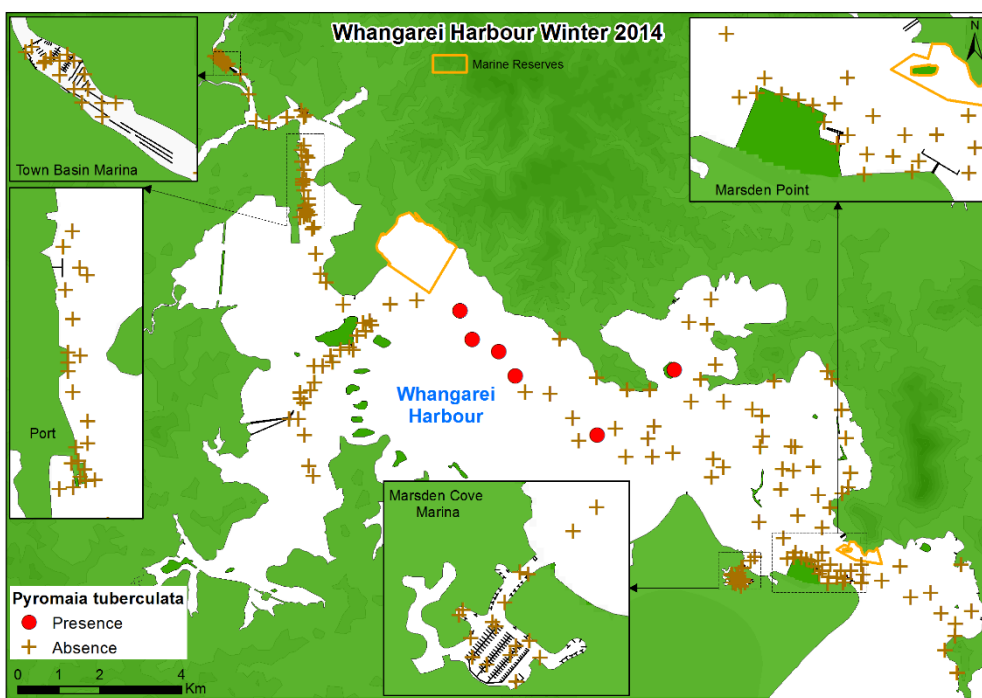 Whangarei Harbour Winter 2014
Marine Reserves
N
Town Basin Marina
Marsden Point
Port
Whangarei
Harbour
Marsden Cove
Marina
Pyromaia tuberculata
Presence
Absence
0 1 2 4
Km